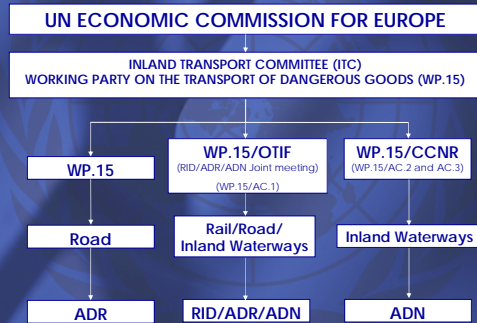 UN ECONOMIC COMMISSION FOR EUROPE
INLAND TRANSPORT COMMITTEE (ITC)
WORKING PARTY ON THE TRANSPORT OF DANGEROUS GOODS (WP.15)
WP.15
WP.15/OTIF
(RID/ADR/ADN Joint meeting)
(WP.15/AC.1)
WP.15/CCNR
(WP.15/AC.2 and AC.3)
Road
Rail/Road/
Inland Waterways
Inland Waterways
ADR
RID/ADR/ADN
ADN